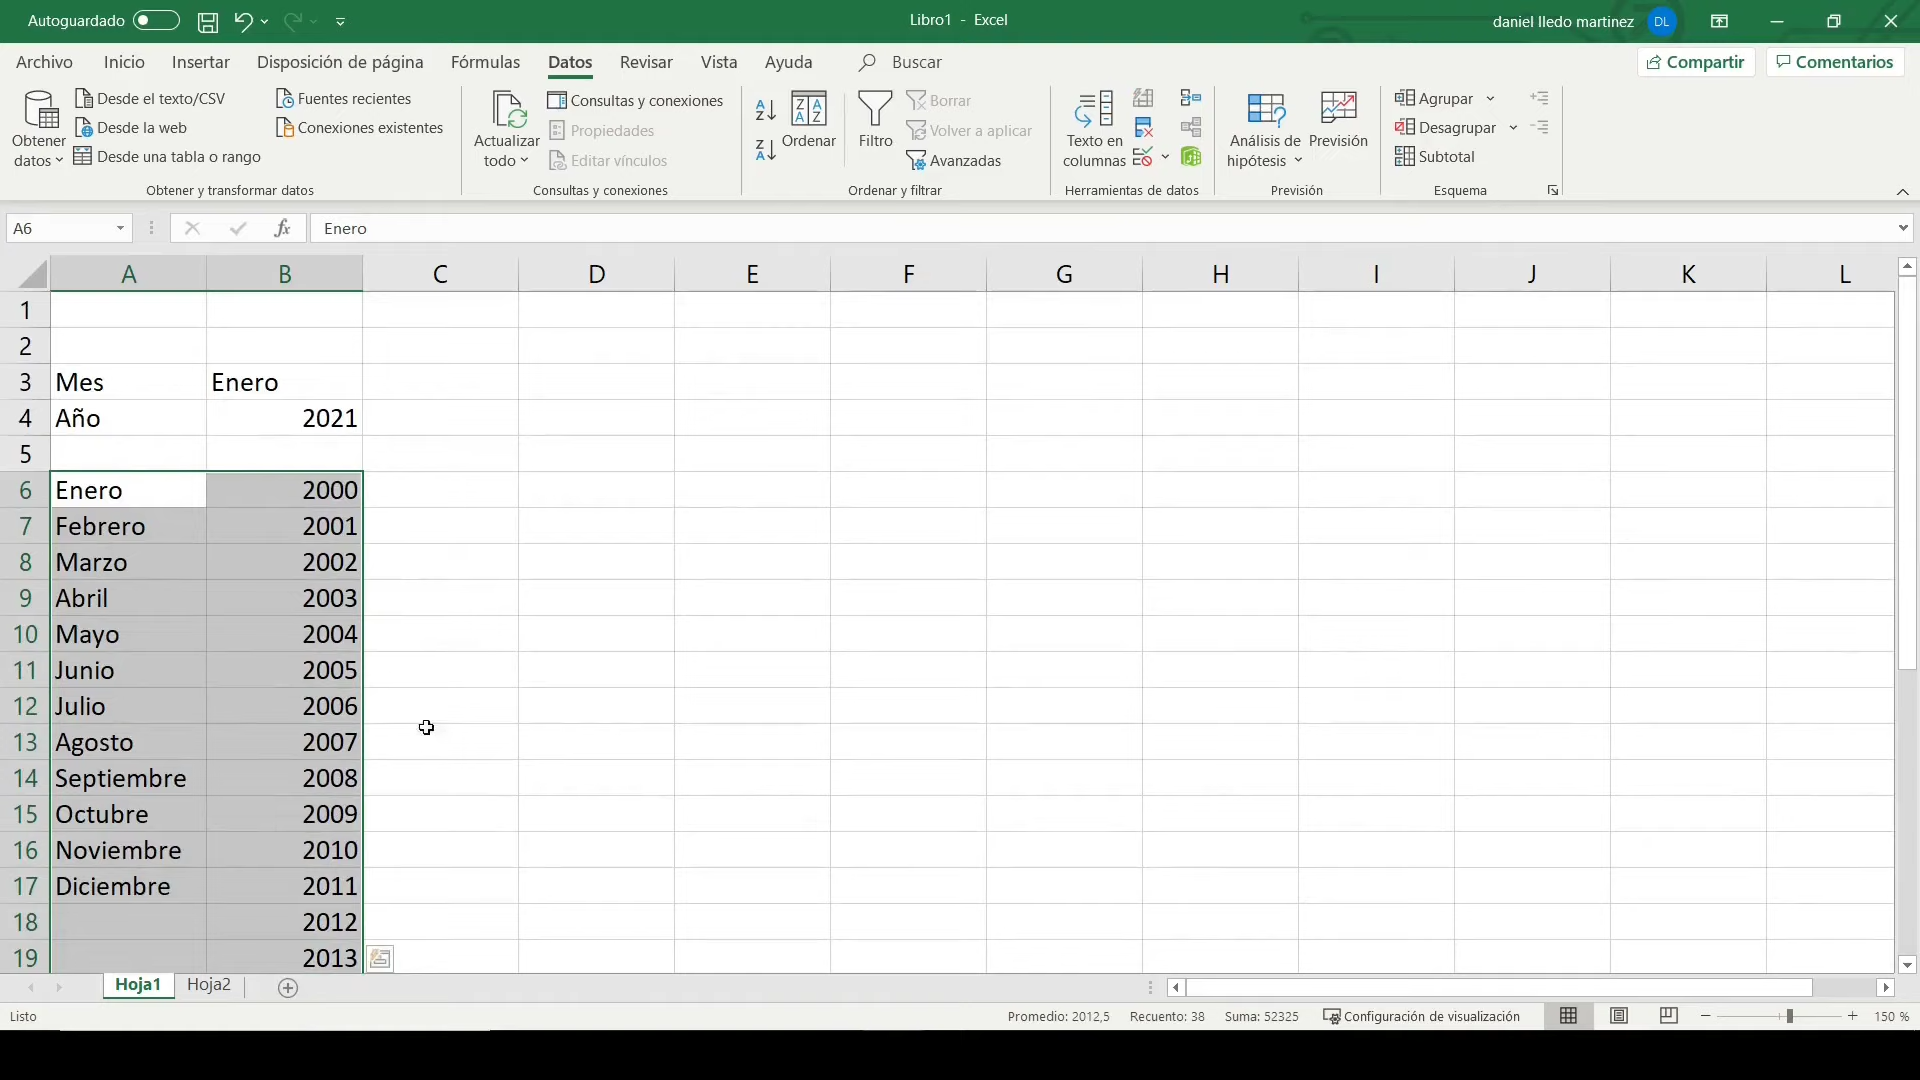 Autoguardado
Libro1 - Excel
daniel lledo martinez DL
Archivo Inicio Insertar Disposición de página Fórmulas Datos Revisar Vista Ayuda Buscar
Compartir Comentarios
Obtener datos
Desde el texto/CSV
Desde la web
Desde una tabla o rango
Fuentes recientes
Conexiones existentes
Obtener y transformar datos
Actualizar todo
Consultas y conexiones
Propiedades
Editar vínculos
Consultas y conexiones
Ordenar
Filtro
Borrar
Volver a aplicar
Avanzadas
Ordenar y filtrar
Texto en columnas
Herramientas de datos
Análisis de hipótesis
Previsión
Previsión
Agrupar
Desagrupar
Subtotal
Esquema
A6 fx Enero
A B C D E F G H I J K L
1
2
3 Mes Enero
4 Año 2021
5
6 Enero 2000
7 Febrero 2001
8 Marzo 2002
9 Abril 2003
10 Mayo 2004
11 Junio 2005
12 Julio 2006
13 Agosto 2007
14 Septiembre 2008
15 Octubre 2009
16 Noviembre 2010
17 Diciembre 2011
18 2012
19 2013
Hoja1 Hoja2
Listo
Promedio: 2012,5 Recuento: 38 Suma: 52325 Configuración de visualización 150 %